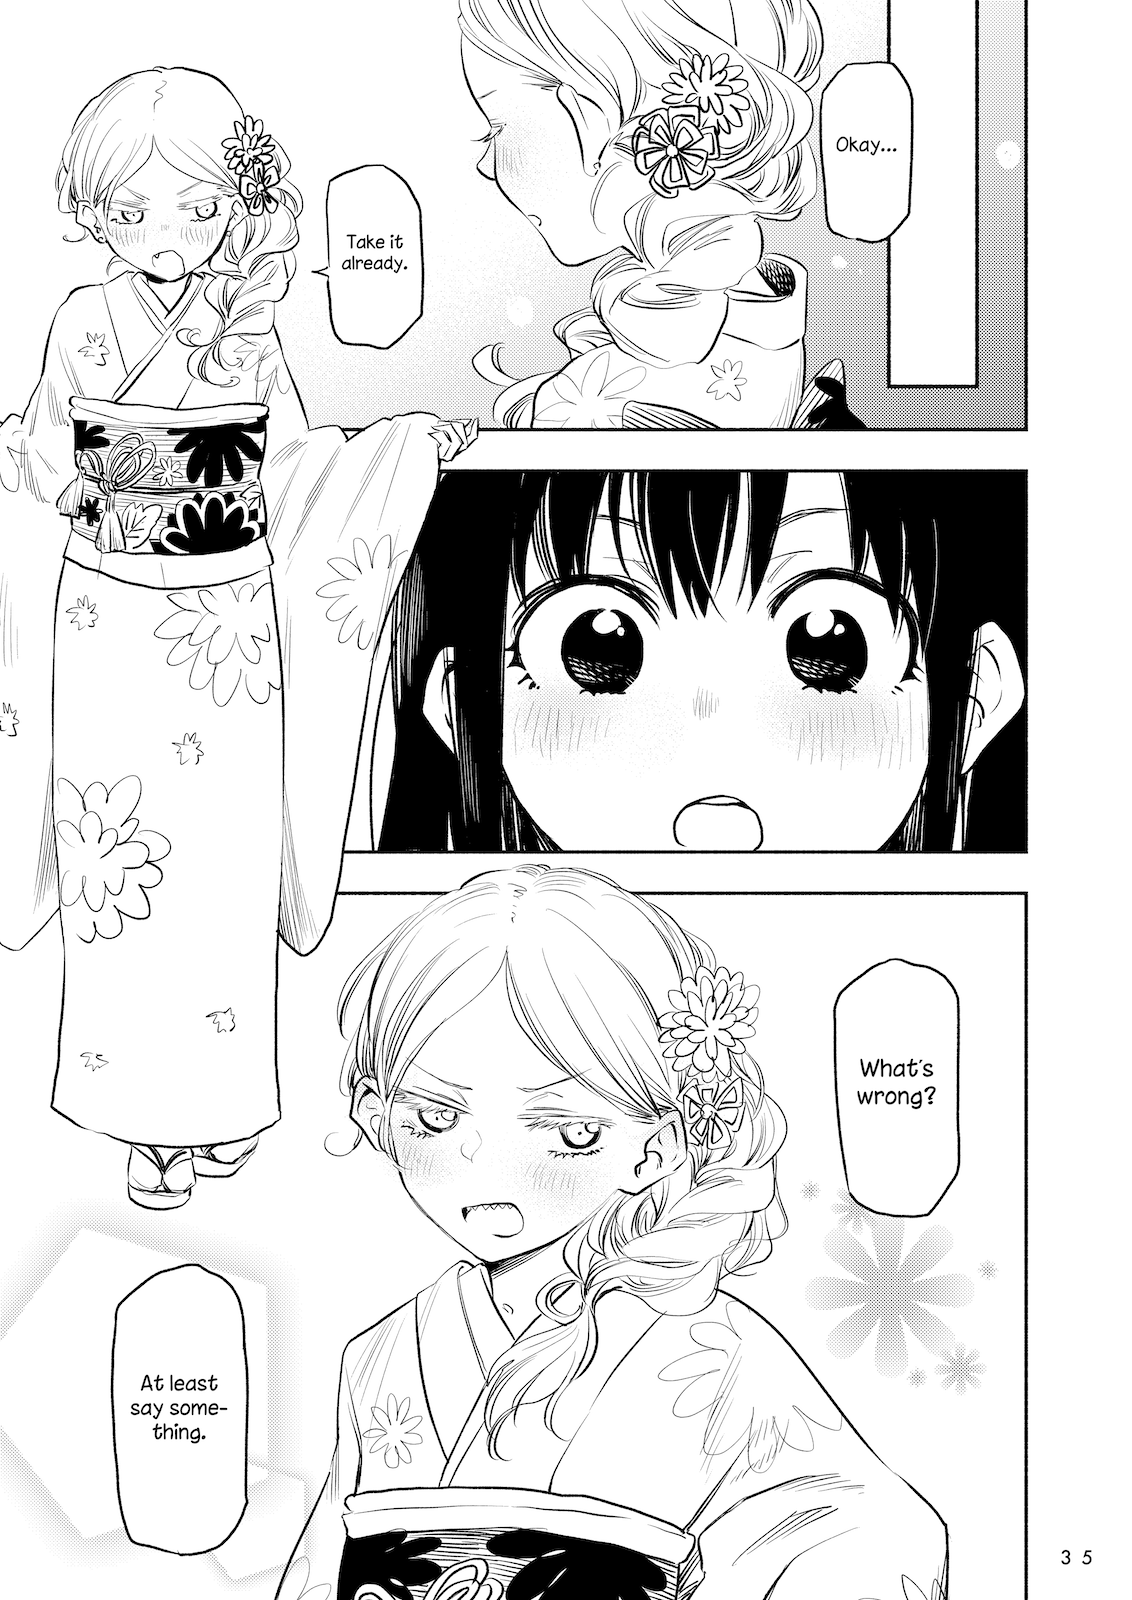 Okay...
Take it
already.
What's
wrong?
At least
say some-
thing.
35